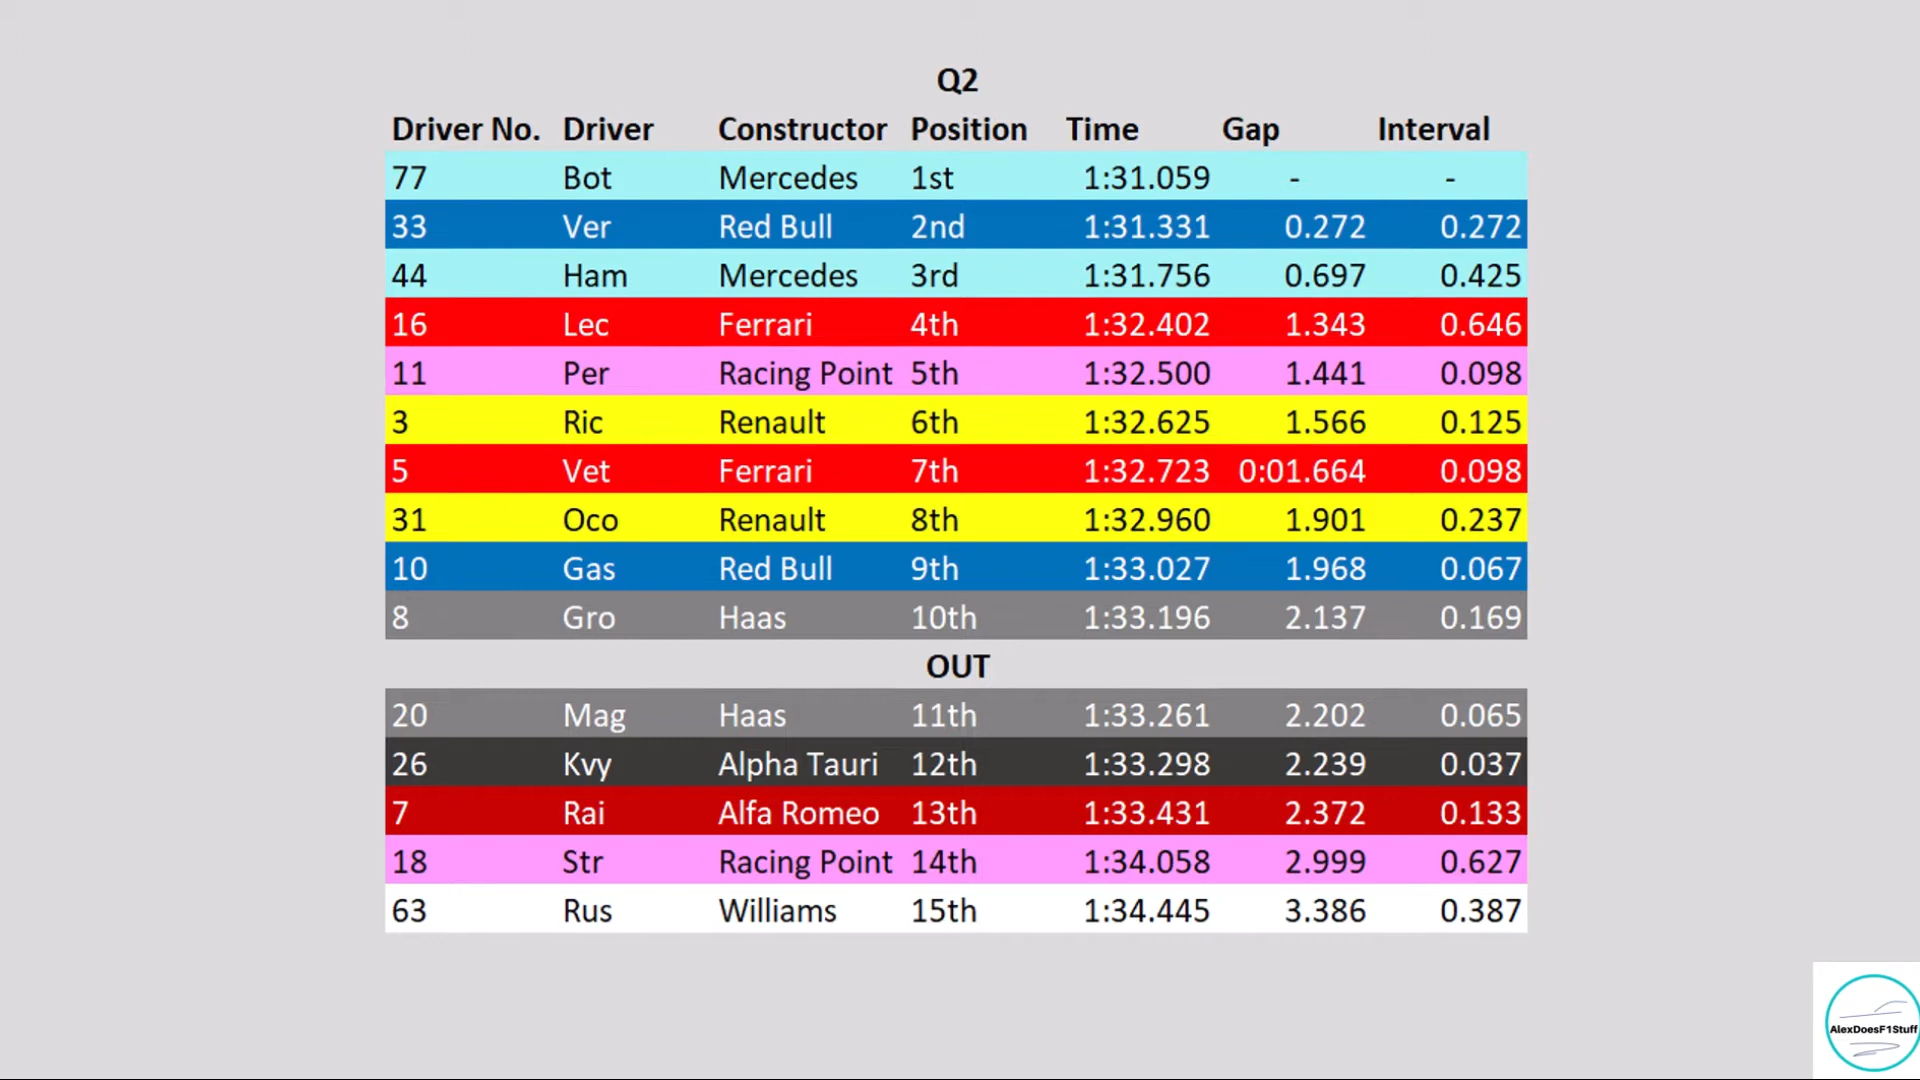 Q2
Driver No. Driver Constructor Position Time Gap Interval
77 Bot Mercedes 1st 1:31.059 - -
33 Ver Red Bull 2nd 1:31.331 0.272 0.272
44 Ham Mercedes 3rd 1:31.756 0.697 0.425
16 Lec Ferrari 4th 1:32.402 1.343 0.646
11 Per Racing Point 5th 1:32.500 1.441 0.098
3 Ric Renault 6th 1:32.625 1.566 0.125
5 Vet Ferrari 7th 1:32.723 0:01.664 0.098
31 Oco Renault 8th 1:32.960 1.901 0.237
10 Gas Red Bull 9th 1:33.027 1.968 0.067
8 Gro Haas 10th 1:33.196 2.137 0.169
OUT
20 Mag Haas 11th 1:33.261 2.202 0.065
26 Kvy Alpha Tauri 12th 1:33.298 2.239 0.037
7 Rai Alfa Romeo 13th 1:33.431 2.372 0.133
18 Str Racing Point 14th 1:34.058 2.999 0.627
63 Rus Williams 15th 1:34.445 3.386 0.387
AlexDoesF1Stuff